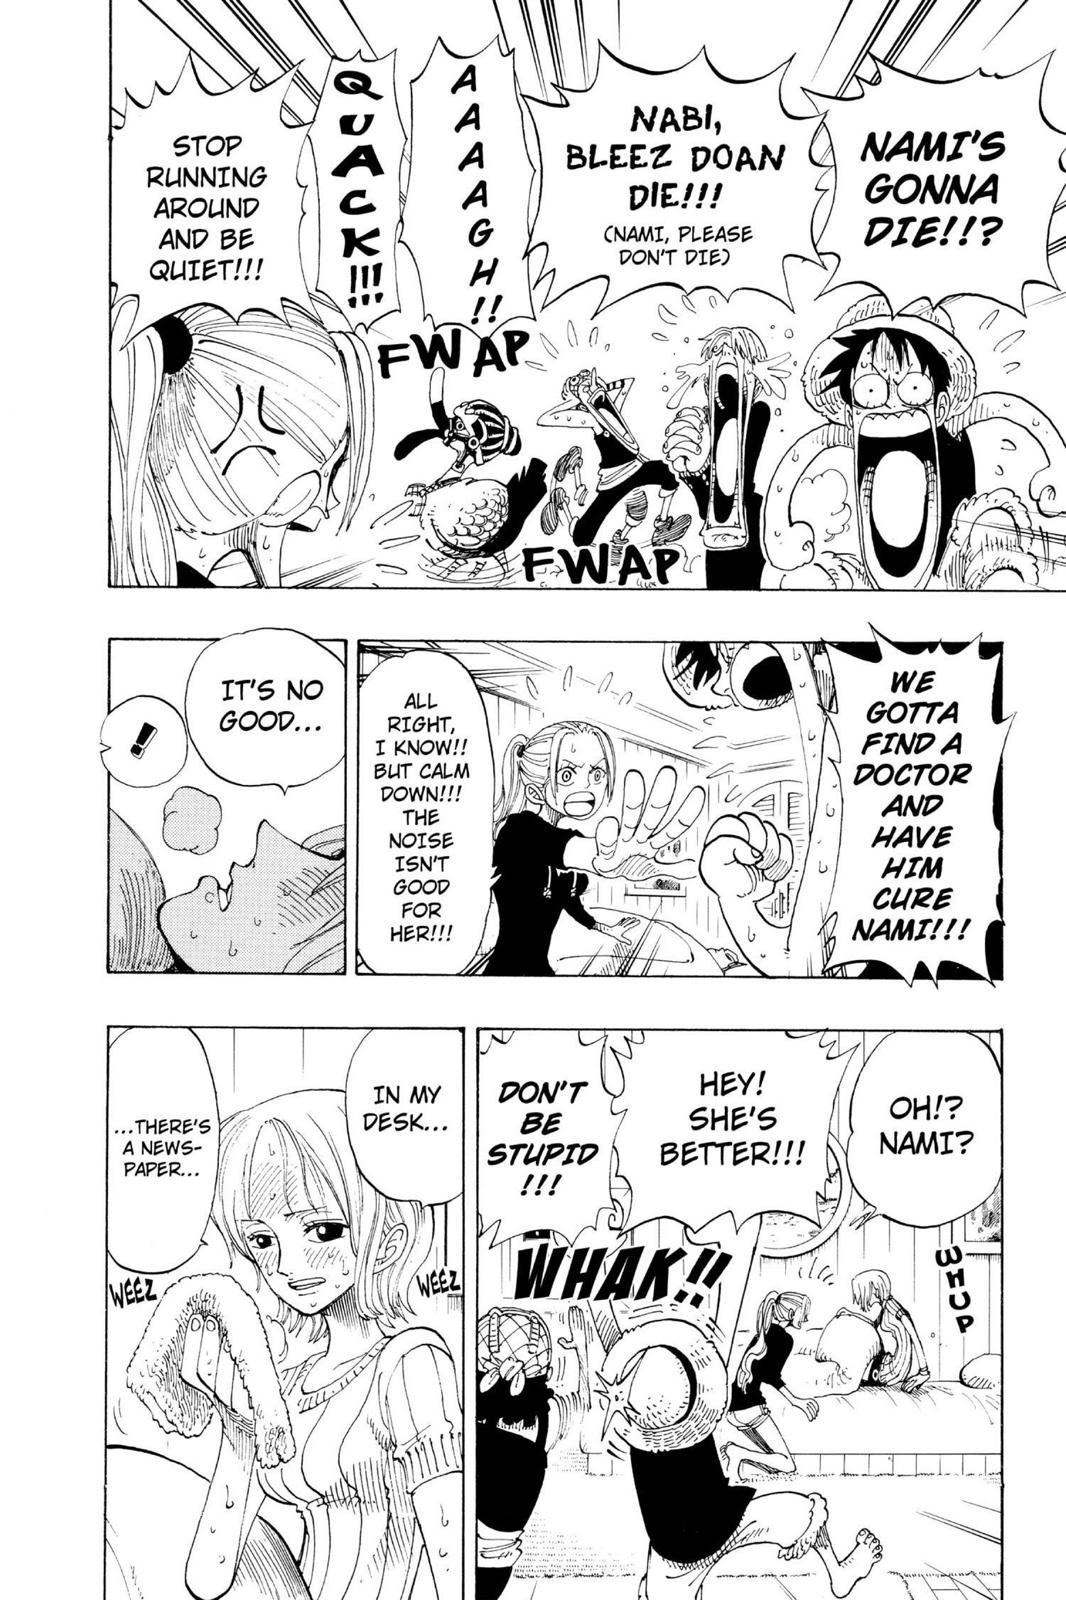 NAMI'S
GONNA
DIE!!?
NABI,
BLEEZ DOAN
DIE!!!
(NAMI, PLEASE
DON'T DIE)
AAAAGH!!
QUACK!!!
STOP
RUNNING
AROUND
AND BE
QUIET!!!
FWAP
FWAP
WE
GOTTA
FIND A
DOCTOR
AND
HAVE
HIM
CURE
NAMI!!!
ALL
RIGHT,
I KNOW!!
BUT CALM
DOWN!!!
THE
NOISE
ISN'T
GOOD
FOR
HER!!!
IT'S NO
GOOD...
!
OH!?
NAMI?
HEY!
SHE'S
BETTER!!!
DON'T
BE
STUPID
!!!
WHAK!!
WHUP
IN MY
DESK...
...THERE'S
A NEWS-
PAPER...
WEEZ
WEEZ